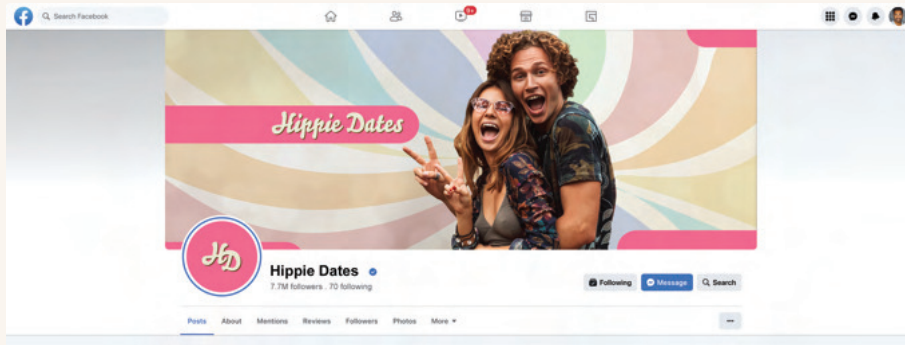 Search Facebook
9+
Hippie Dates
HD
Hippie Dates
7.7M followers . 70 following
Following
Message
Search
Posts About Mentions Reviews Followers Photos More